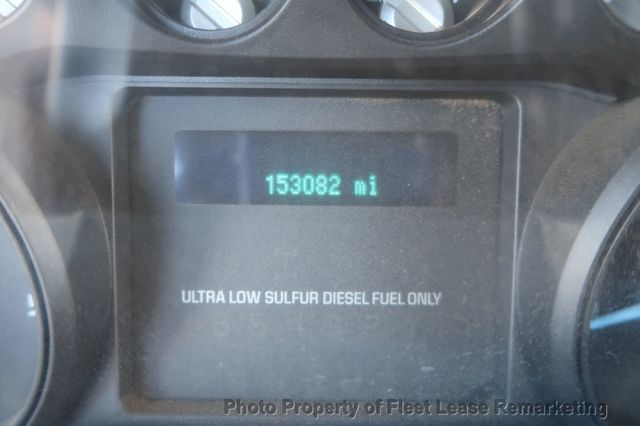 153082 mi
ULTRA LOW SULFUR DIESEL FUEL ONLY
Photo Property of Fleet Lease Remarketing